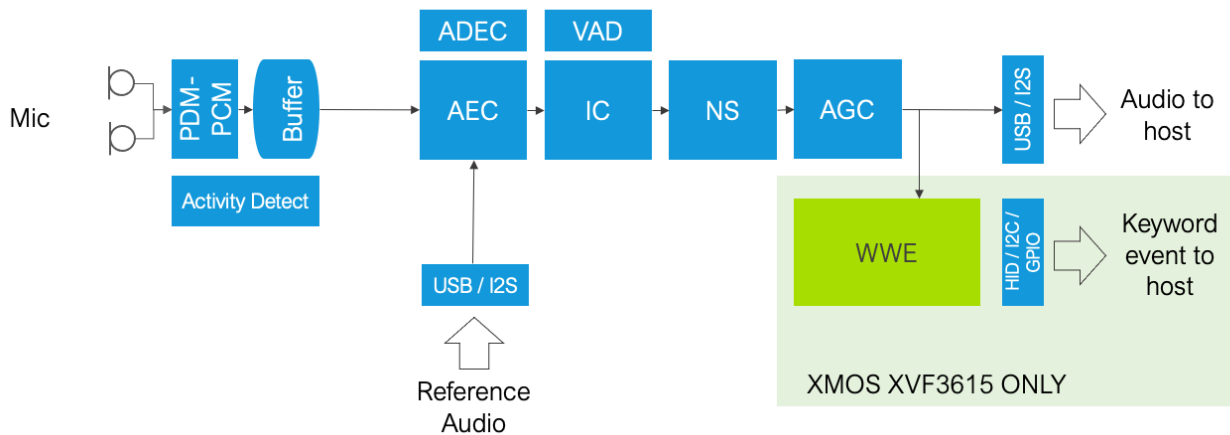 ADEC
VAD
Mic
PDM-
PCM
Buffer
AEC
IC
NS
AGC
USB / I2S
Audio to
host
Activity Detect
WWE
HID / I2C /
GPIO
Keyword
event to
host
USB / I2S
Reference
Audio
XMOS XVF3615 ONLY